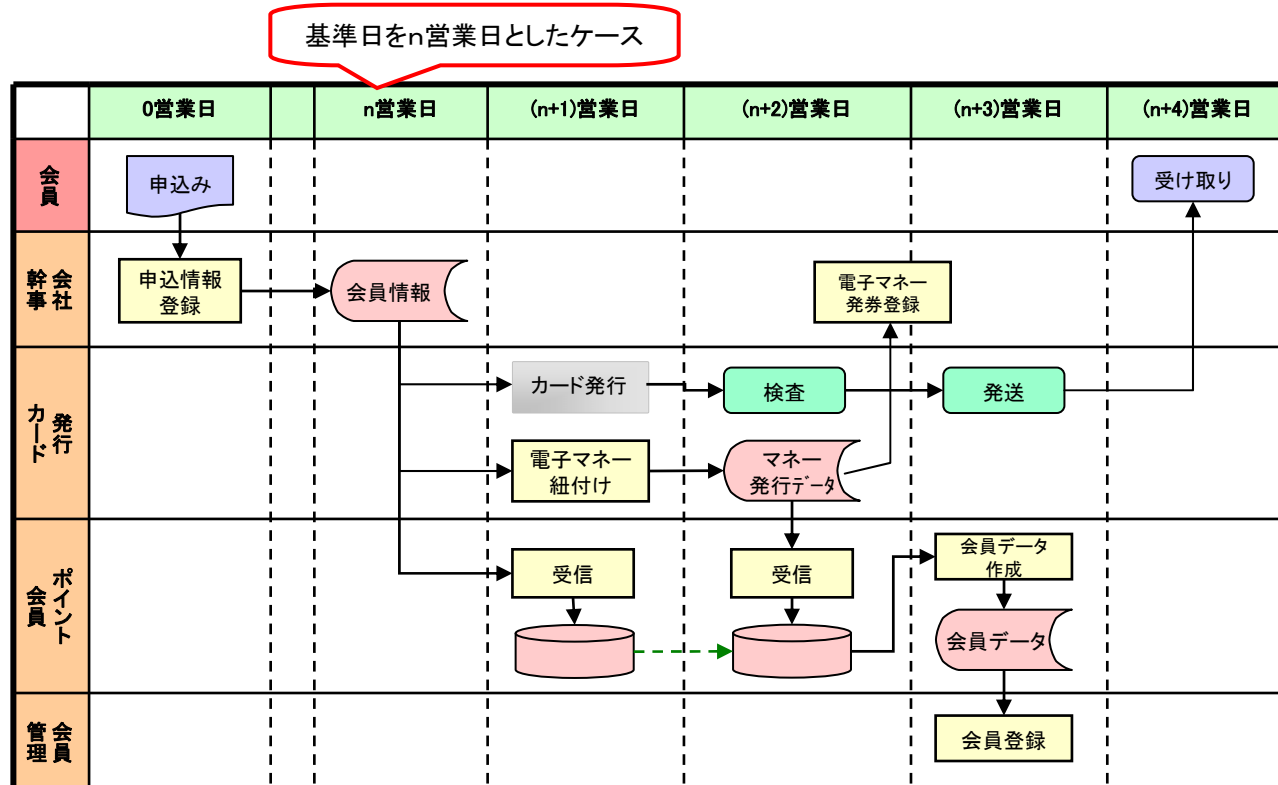 基準日をn営業日としたケース
0営業日
n営業日
(n+1)営業日
(n+2)営業日
(n+3)営業日
(n+4)営業日
会員
申込み
受け取り
会社
幹事
申込情報
登録
会員情報
電子マネー
発券登録
発行
カード
カード発行
検査
発送
電子マネー
紐付け
マネー
発行ﾃﾞｰﾀ
ポイント
会員
受信
受信
会員データ
作成
会員データ
会員
管理
会員登録